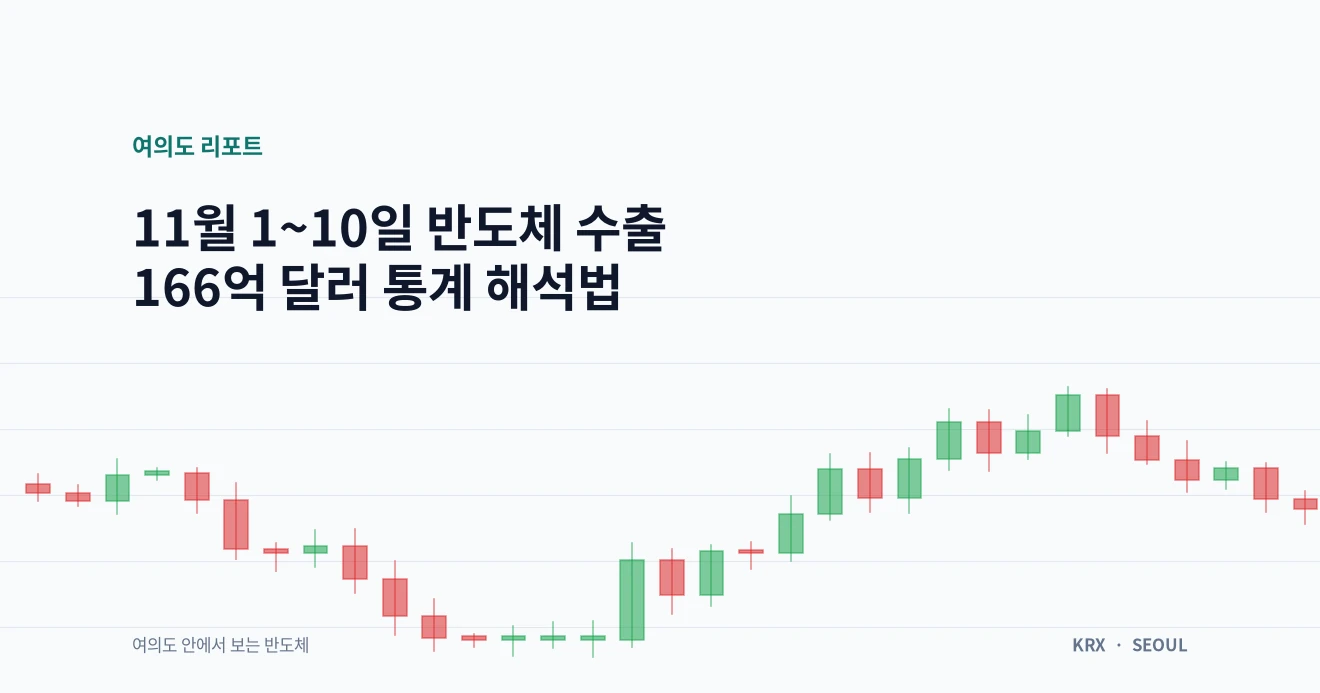 여의도 리포트
11월 1~10일 반도체 수출
166억 달러 통계 해석법
여의도 안에서 보는 반도체
KRX · SEOUL